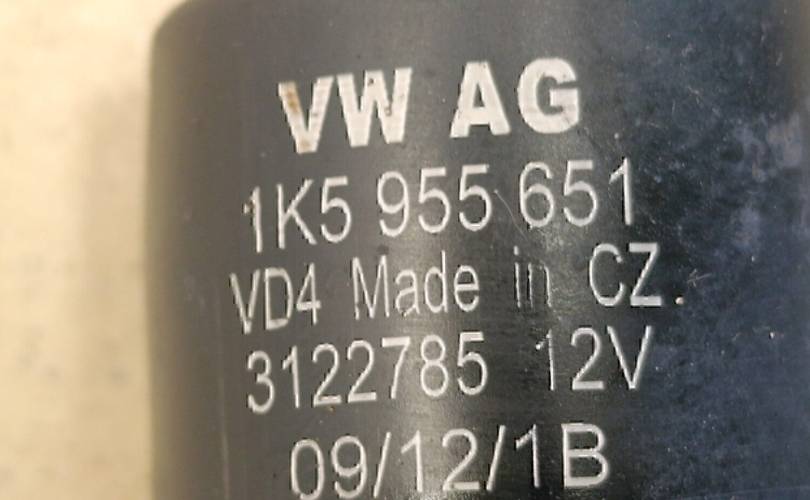 VW AG
1K5 955 651
VD4 Made in CZ.
3122785 12V
09/12/1B